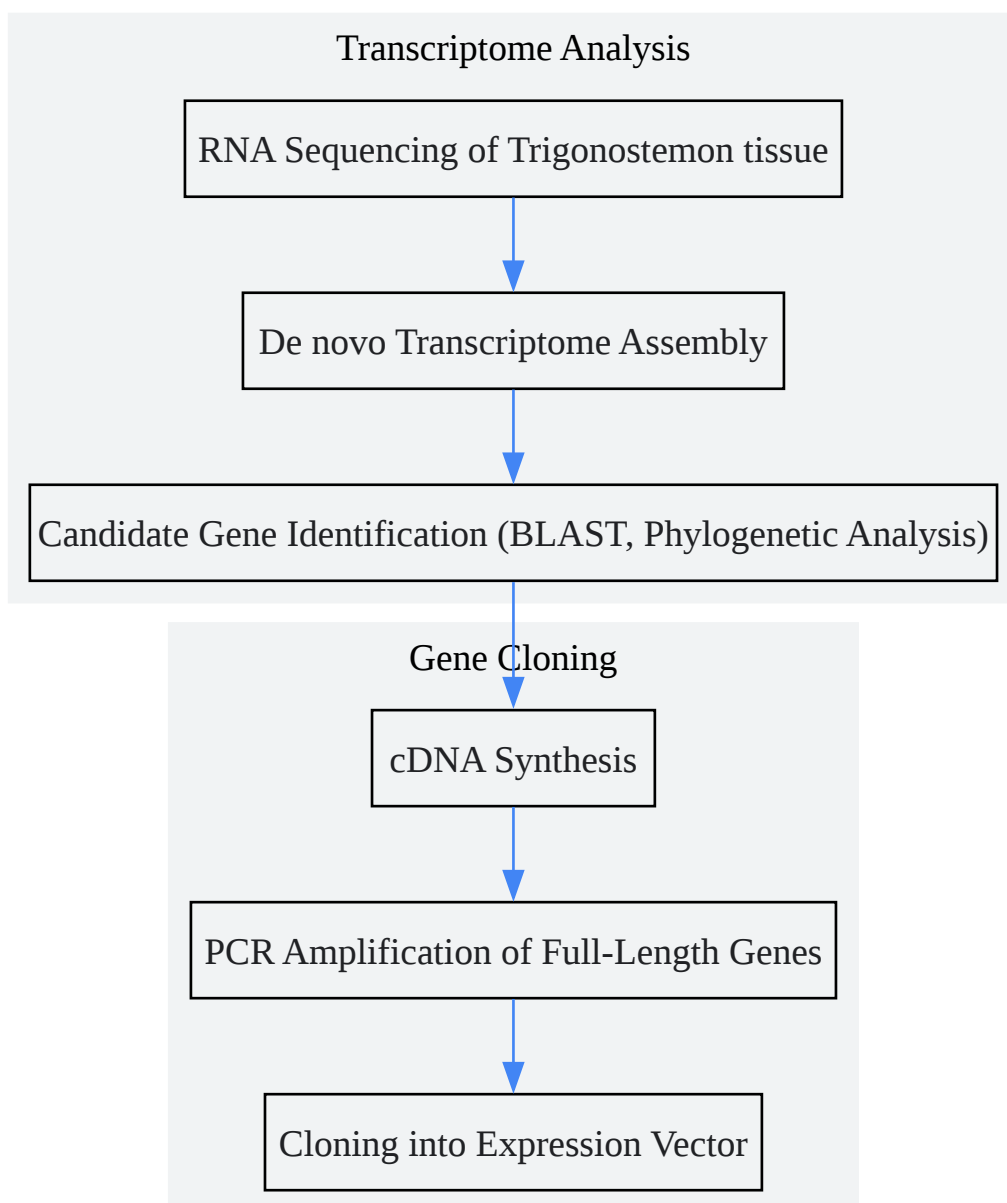 Transcriptome Analysis
RNA Sequencing of Trigonostemon tissue
De novo Transcriptome Assembly
Candidate Gene Identification (BLAST, Phylogenetic Analysis)
Gene Cloning
cDNA Synthesis
PCR Amplification of Full-Length Genes
Cloning into Expression Vector